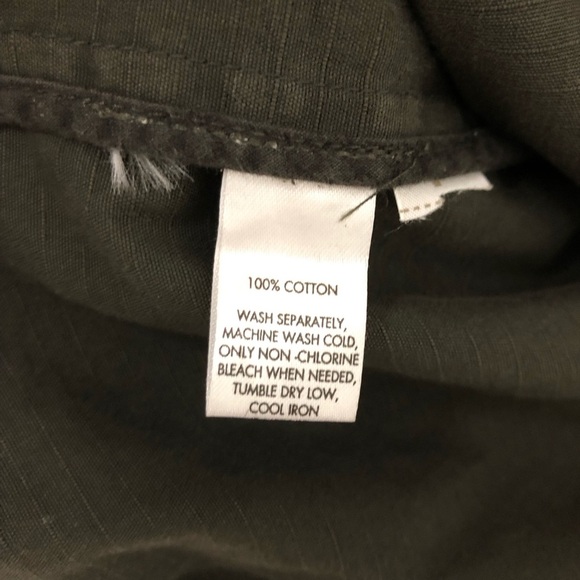 100% COTTON
WASH SEPARATELY,
MACHINE WASH COLD,
ONLY NON -CHLORINE
BLEACH WHEN NEEDED,
TUMBLE DRY LOW,
COOL IRON